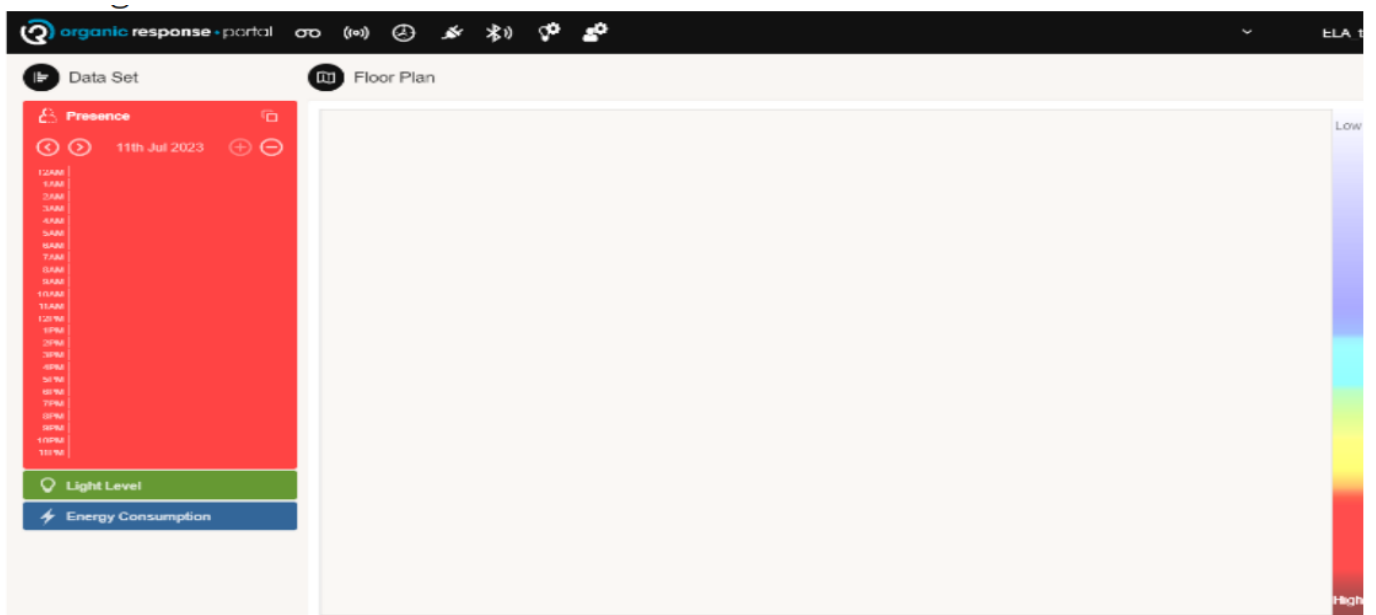 organic response portal
ELA
Data Set
Floor Plan
Presence
11th Jul 2023
12AM
1AM
2AM
3AM
4AM
5AM
6AM
7AM
8AM
9AM
10AM
11AM
12PM
1PM
2PM
3PM
4PM
5PM
6PM
7PM
8PM
9PM
10PM
11PM
Light Level
Energy Consumption
Low
High